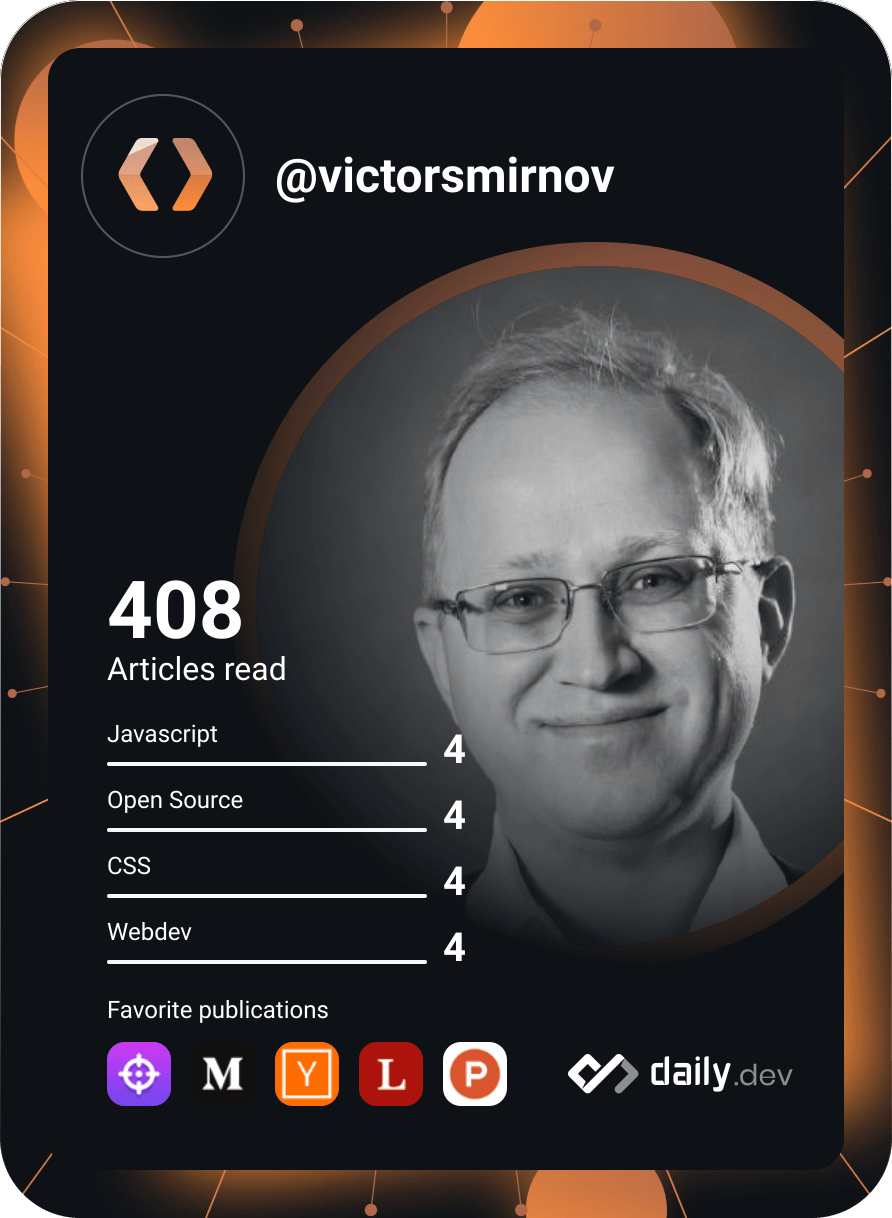 @victorsmirnov
408
Articles read
Javascript
4
Open Source
4
CSS
4
Webdev
4
Favorite publications
M
Y
L
P
daily.dev